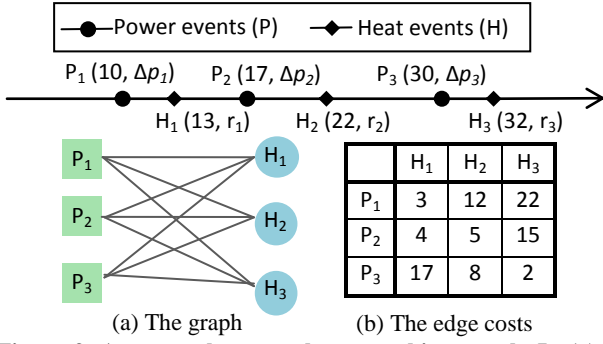 Power events (P) Heat events (H)
P₁ (10, Δp₁) P₂ (17, Δp₂) P₃ (30, Δp₃)
H₁ (13, r₁) H₂ (22, r₂) H₃ (32, r₃)
P₁ H₁
P₂ H₂
P₃ H₃
(a) The graph
H₁ H₂ H₃
P₁ 3 12 22
P₂ 4 5 15
P₃ 17 8 2
(b) The edge costs